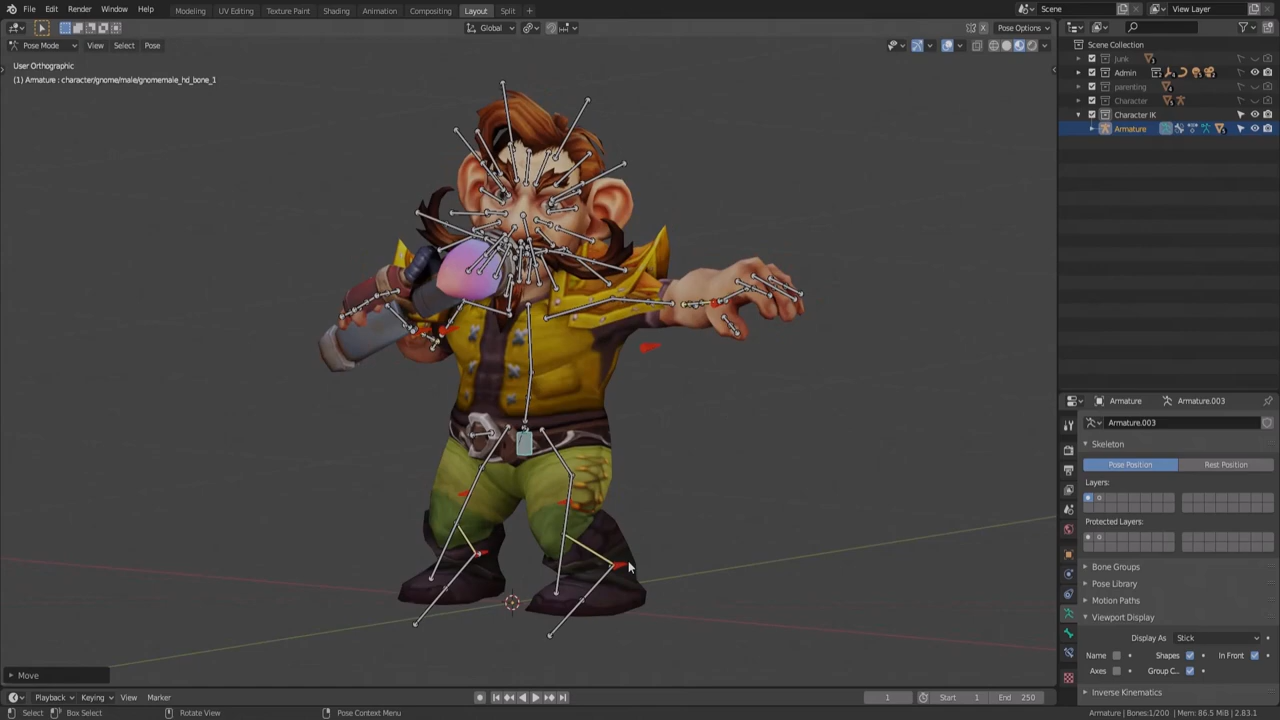 File Edit Render Window Help Modeling UV Editing Texture Paint Shading Animation Compositing Layout Split + Scene View Layer
Global Pose Options
Pose Mode View Select Pose
User Orthographic
(1) Armature : character/gnome/male/gnomemale_hd_bone_1
Scene Collection
Junk
Admin
parenting
Character
Character IK
Armature
Armature Armature.003
Armature.003
Skeleton
Pose Position Rest Position
Layers:
Protected Layers:
Bone Groups
Pose Library
Motion Paths
Viewport Display
Display As Stick
Name Shapes In Front
Axes Group C...
Inverse Kinematics
Move
Playback Keying View Marker 1 Start 1 End 250
Select Box Select Rotate View Pose Context Menu Armature | Bones:1/200 | Mem: 86.5 MiB | 2.83.1